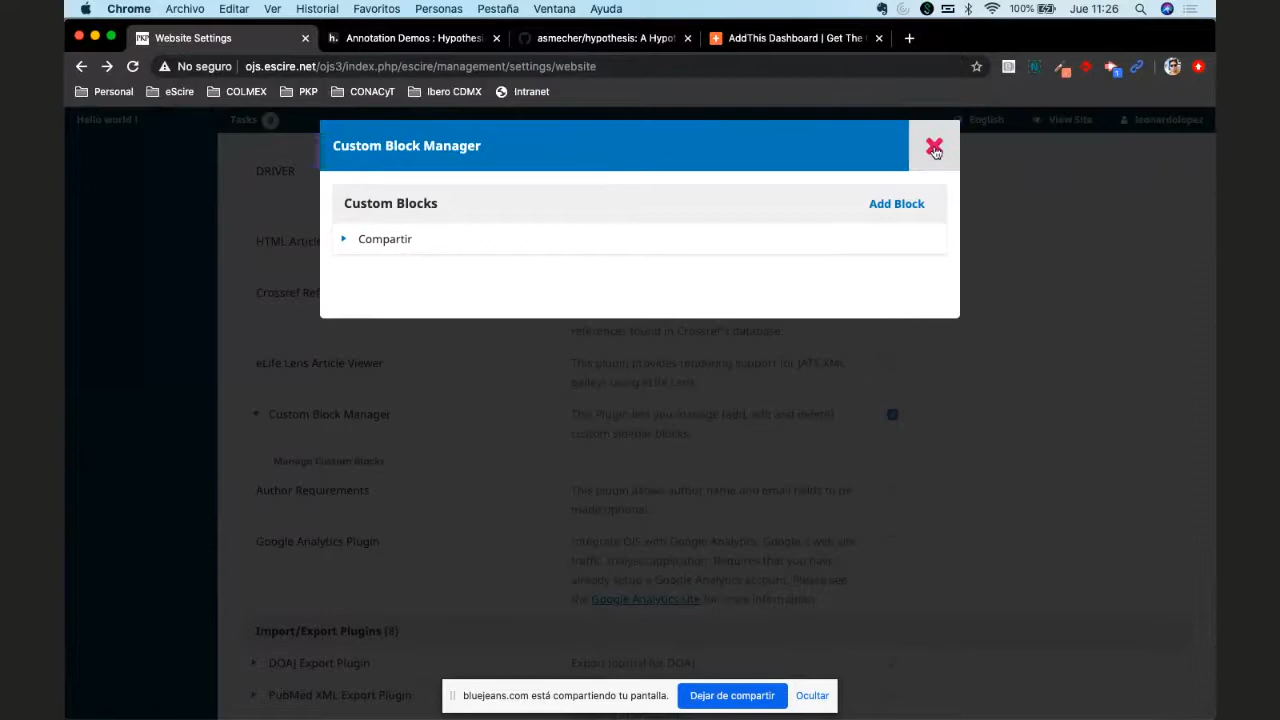 Chrome Archivo Editar Ver Historial Favoritos Personas Pestaña Ventana Ayuda 100% Jue 11:26
Website Settings Annotation Demos : Hypothesi asmecher/hypothesis: A Hypot AddThis Dashboard | Get The
No seguro ojs.escire.net/ojs3/index.php/escire/management/settings/website
Personal eScire COLMEX PKP CONACyT Ibero CDMX Intranet
Hello world ! Tasks English View Site leonardolopez
Custom Block Manager
DRIVER
Custom Blocks Add Block
Compartir
HTML Article
Crossref Ref
references found in Crossref's database.
eLife Lens Article Viewer This plugin provides rendering support for JATS XML
galleys using eLife Lens.
Custom Block Manager This Plugin lets you manage (add, edit and delete)
custom sidebar blocks.
Manage Custom Blocks
Author Requirements This plugin allows author name and email fields to be
made optional.
Google Analytics Plugin Integrate OJS with Google Analytics, Google's web site
traffic analysis application. Requires that you have
already setup a Google Analytics account. Please see
the Google Analytics site for more information.
Import/Export Plugins (8)
DOAJ Export Plugin Export Journal for DOAJ.
PubMed XML Export Plugin
bluejeans.com está compartiendo tu pantalla. Dejar de compartir Ocultar